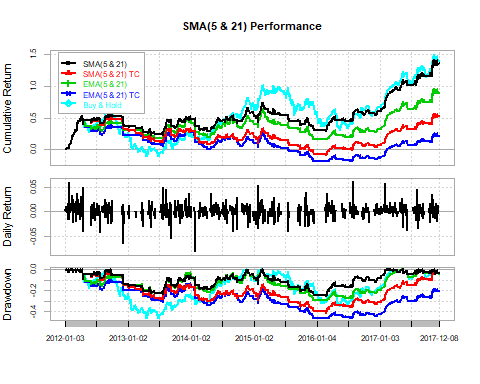 SMA(5 & 21) Performance
Cumulative Return
1.5
1.0
0.5
0.0
SMA(5 & 21)
SMA(5 & 21) TC
EMA(5 & 21)
EMA(5 & 21) TC
Buy & Hold
Daily Return
0.05
0.00
-0.05
Drawdown
0.0
-0.2
-0.4
2012-01-03 2013-01-02 2014-01-02 2015-01-02 2016-01-04 2017-01-03 2017-12-08